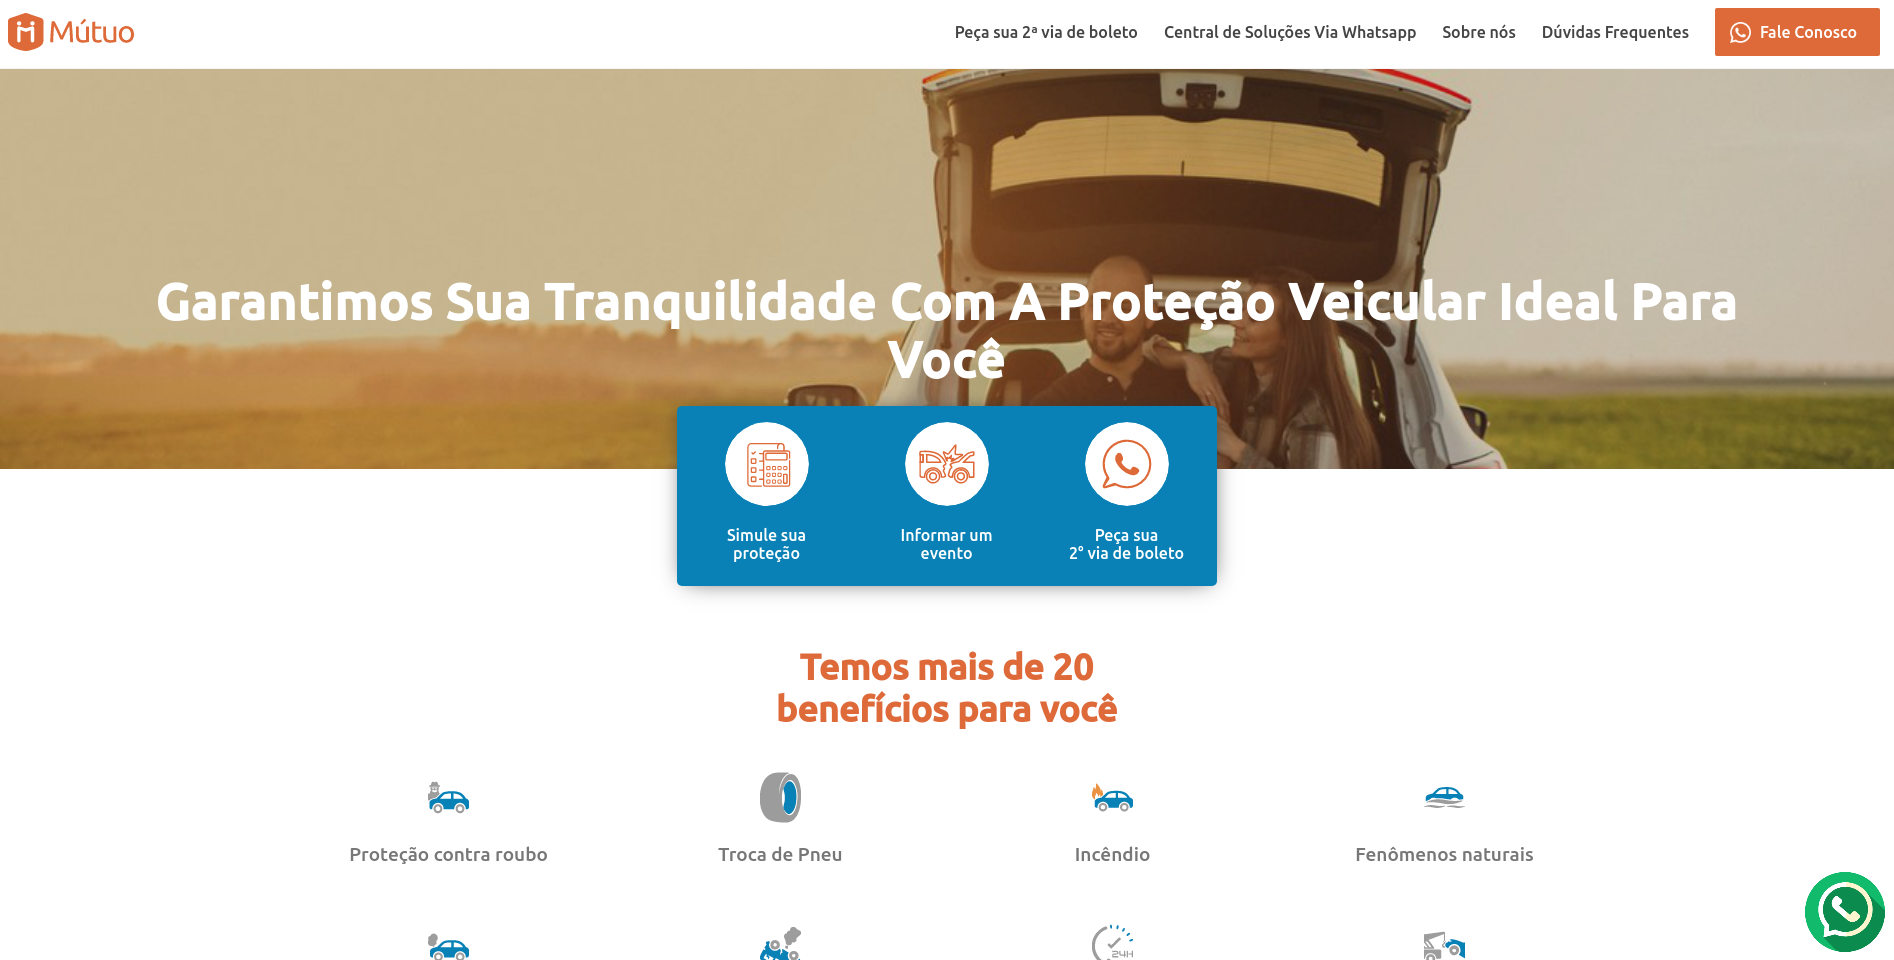 Mútuo
Peça sua 2ª via de boleto
Central de Soluções Via Whatsapp
Sobre nós
Dúvidas Frequentes
Fale Conosco
Garantimos Sua Tranquilidade Com A Proteção Veicular Ideal Para
Você
Simule sua
proteção
Informar um
evento
Peça sua
2° via de boleto
Temos mais de 20
benefícios para você
Proteção contra roubo
Troca de Pneu
Incêndio
Fenômenos naturais
24H